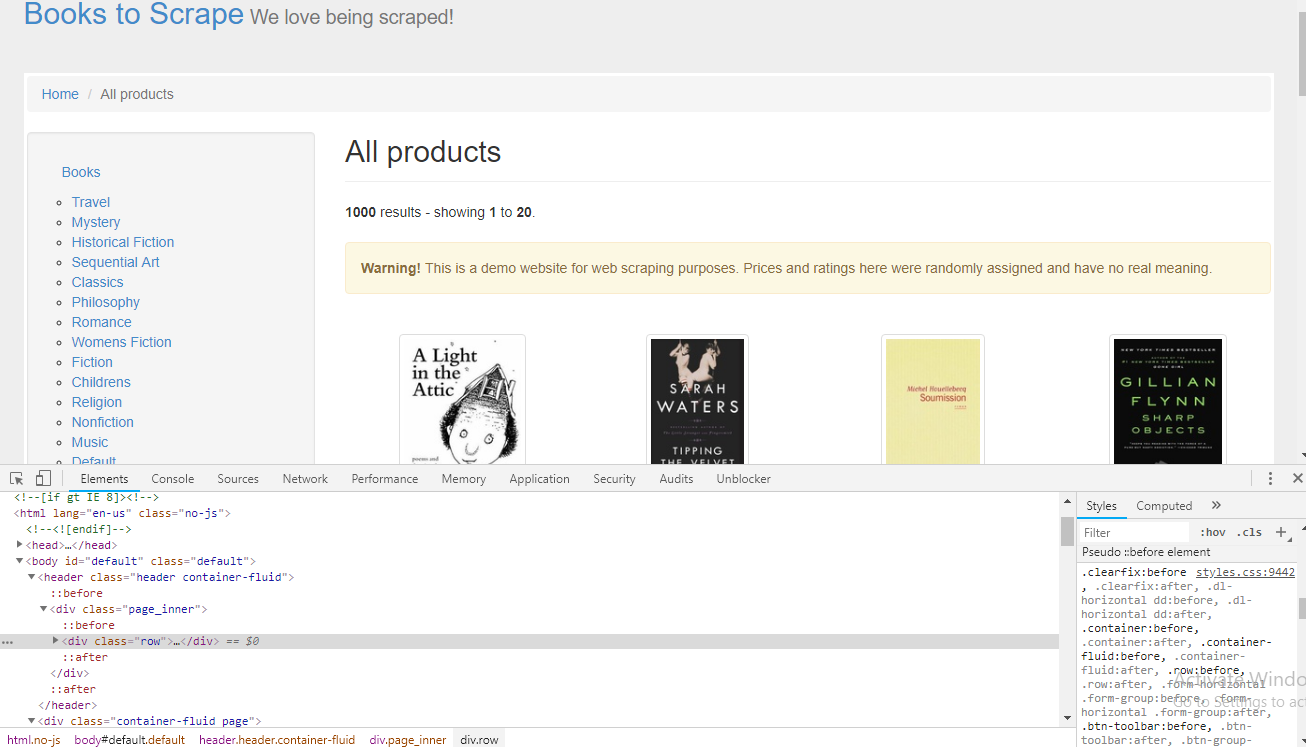 Books to Scrape We love being scraped!
Home / All products
Books
Travel
Mystery
Historical Fiction
Sequential Art
Classics
Philosophy
Romance
Womens Fiction
Fiction
Childrens
Religion
Nonfiction
Music
Default
All products
1000 results - showing 1 to 20.
Warning! This is a demo website for web scraping purposes. Prices and ratings here were randomly assigned and have no real meaning.
A Light
in the
Attic
SARAH
WATERS
TIPPING
THE VELVET
Michel Houellebecq
Soumission
GILLIAN
FLYNN
SHARP
OBJECTS
Elements Console Sources Network Performance Memory Application Security Audits Unblocker
<!--[if gt IE 8]><!-->
<html lang="en-us" class="no-js">
<!--<![endif]-->
<head>…</head>
<body id="default" class="default">
<header class="header container-fluid">
::before
<div class="page_inner">
::before
… <div class="row">…</div> == $0
::after
</div>
::after
</header>
<div class="container-fluid page">
html.no-js body#default.default header.header.container-fluid div.page_inner div.row
Styles Computed »
Filter :hov .cls +
Pseudo ::before element
.clearfix:before styles.css:9442
, .clearfix:after, .dl-
horizontal dd:before, .dl-
horizontal dd:after,
.container:before,
.container:after, .container-
fluid:before, .container-
fluid:after, .row:before,
.row:after, .form-horizontal
.form-group:before, .form-
horizontal .form-group:after,
.btn-toolbar:before, .btn-
toolbar:after, .btn-group-
Activate Windo
Go to Settings to act